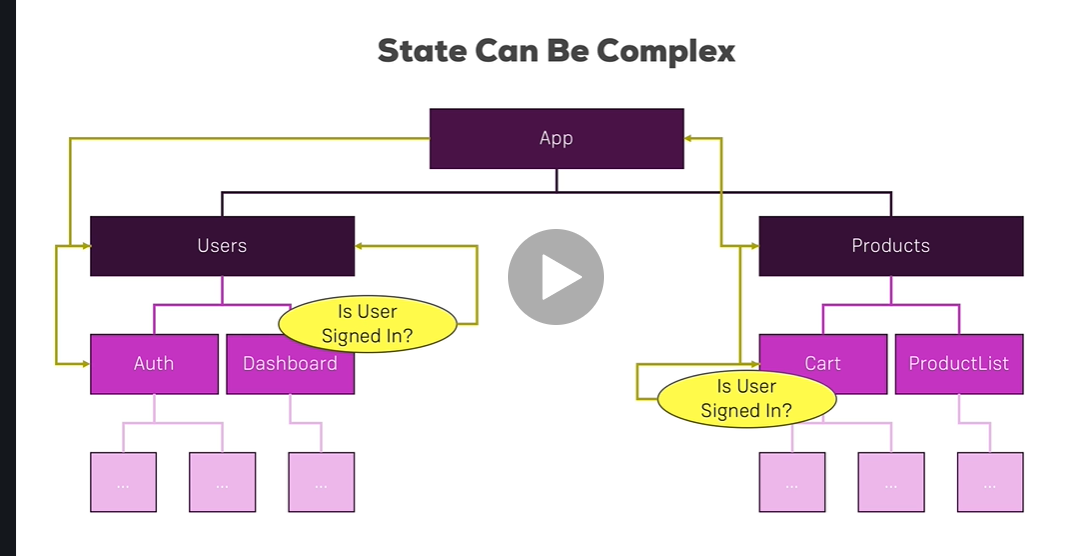 State Can Be Complex
App
Users
Products
Is User
Signed In?
Auth
Dashboard
Cart
ProductList
Is User
Signed In?
...
...
...
...
...
...